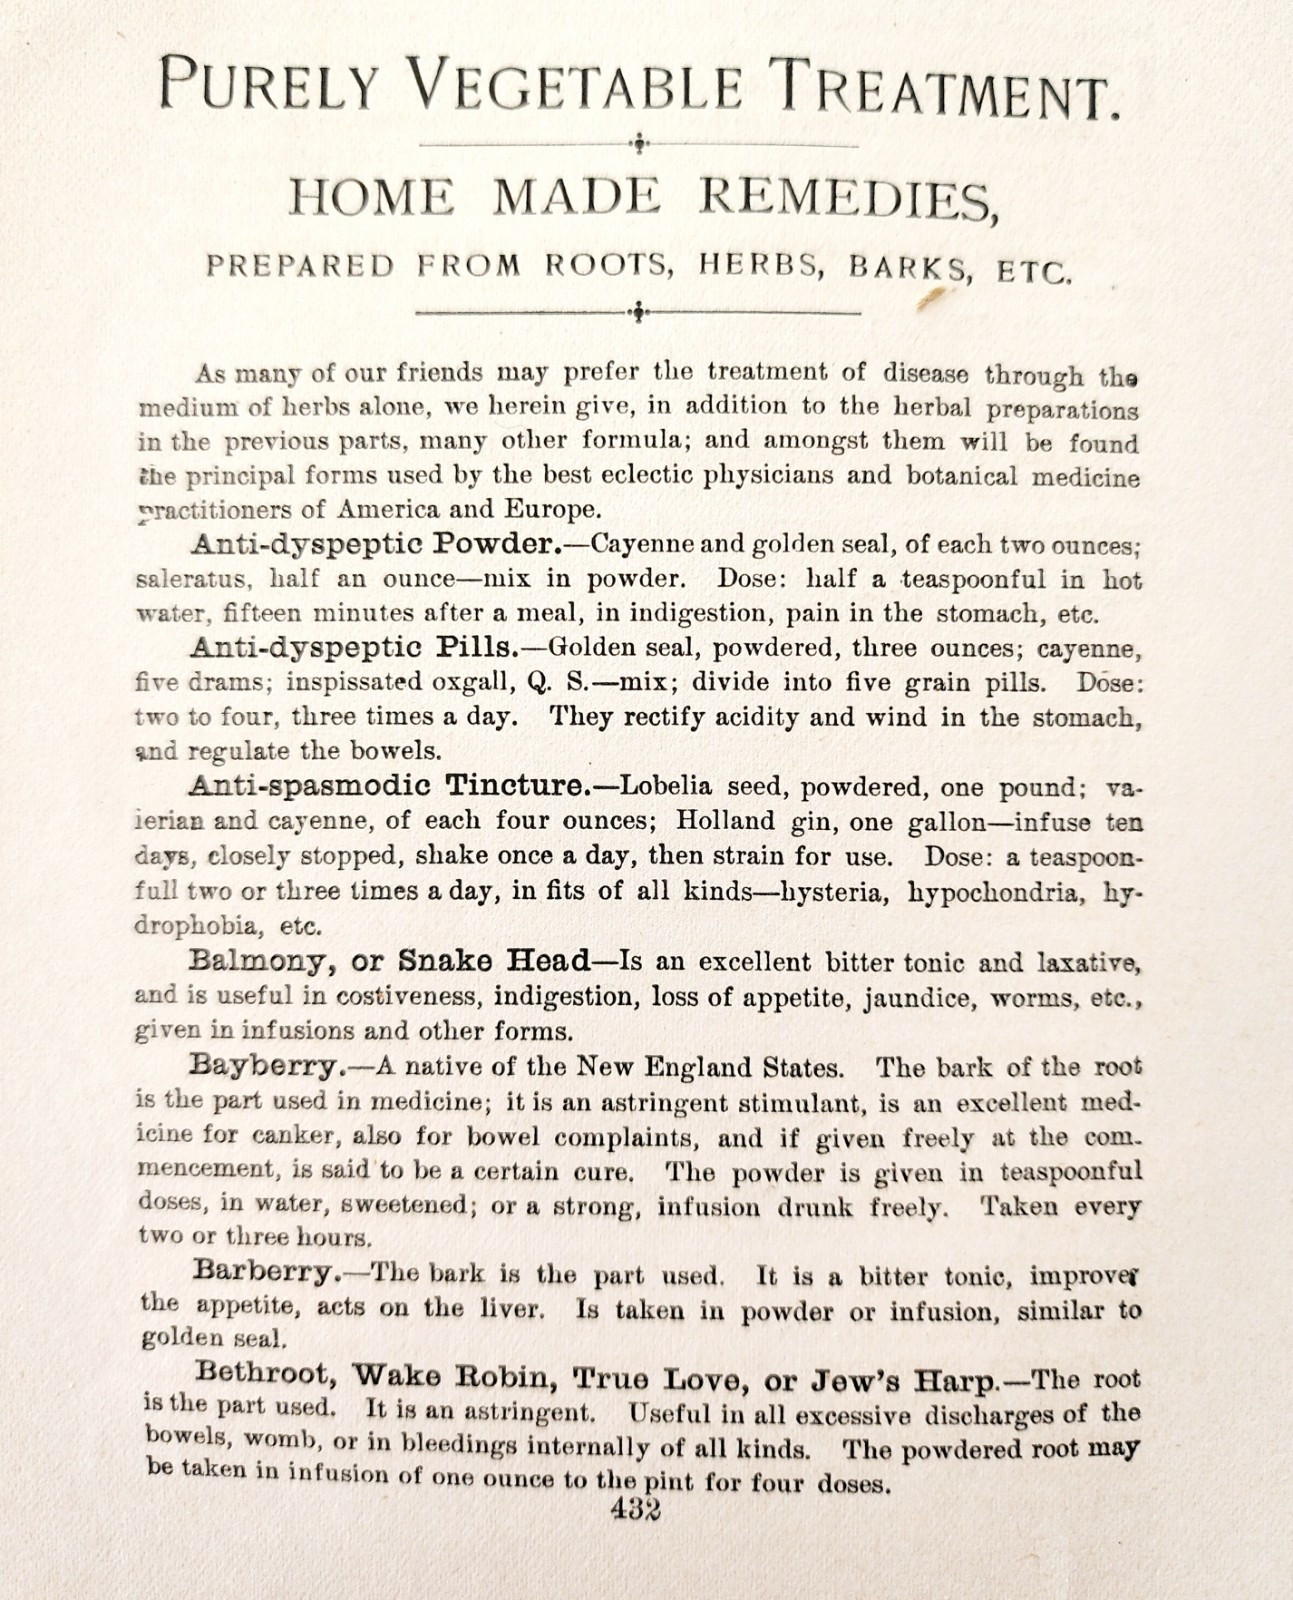 PURELY VEGETABLE TREATMENT.
HOME MADE REMEDIES,
PREPARED FROM ROOTS, HERBS, BARKS, ETC.
As many of our friends may prefer the treatment of disease through the
medium of herbs alone, we herein give, in addition to the herbal preparations
in the previous parts, many other formula; and amongst them will be found
the principal forms used by the best eclectic physicians and botanical medicine
practitioners of America and Europe.
Anti-dyspeptic Powder.—Cayenne and golden seal, of each two ounces;
saleratus, half an ounce—mix in powder. Dose: half a teaspoonful in hot
water, fifteen minutes after a meal, in indigestion, pain in the stomach, etc.
Anti-dyspeptic Pills.—Golden seal, powdered, three ounces; cayenne,
five drams; inspissated oxgall, Q. S.—mix; divide into five grain pills. Dose:
two to four, three times a day. They rectify acidity and wind in the stomach,
and regulate the bowels.
Anti-spasmodic Tincture.—Lobelia seed, powdered, one pound; va-
lerian and cayenne, of each four ounces; Holland gin, one gallon—infuse ten
days, closely stopped, shake once a day, then strain for use. Dose: a teaspoon-
full two or three times a day, in fits of all kinds—hysteria, hypochondria, hy-
drophobia, etc.
Balmony, or Snake Head—Is an excellent bitter tonic and laxative,
and is useful in costiveness, indigestion, loss of appetite, jaundice, worms, etc.,
given in infusions and other forms.
Bayberry.—A native of the New England States. The bark of the root
is the part used in medicine; it is an astringent stimulant, is an excellent med-
icine for canker, also for bowel complaints, and if given freely at the com-
mencement, is said to be a certain cure. The powder is given in teaspoonful
doses, in water, sweetened; or a strong, infusion drunk freely. Taken every
two or three hours.
Barberry.—The bark is the part used. It is a bitter tonic, improver
the appetite, acts on the liver. Is taken in powder or infusion, similar to
golden seal.
Bethroot, Wake Robin, True Love, or Jew's Harp.—The root
is the part used. It is an astringent. Useful in all excessive discharges of the
bowels, womb, or in bleedings internally of all kinds. The powdered root may
be taken in infusion of one ounce to the pint for four doses.
432